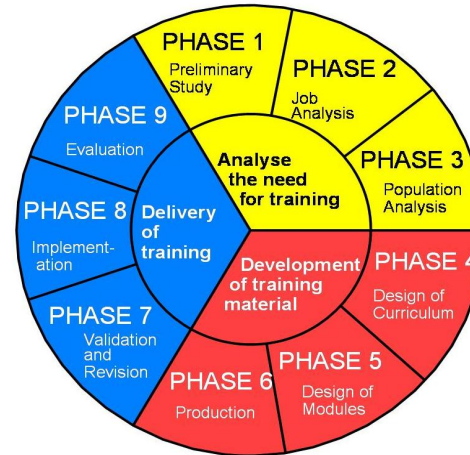 PHASE 1
Preliminary
Study
PHASE 2
Job
Analysis
PHASE 3
Population
Analysis
Analyse
the need
for training
PHASE 4
Design of
Curriculum
PHASE 5
Design of
Modules
PHASE 6
Production
Development
of training
material
PHASE 7
Validation
and
Revision
PHASE 8
Implement-
ation
PHASE 9
Evaluation
Delivery
of
training